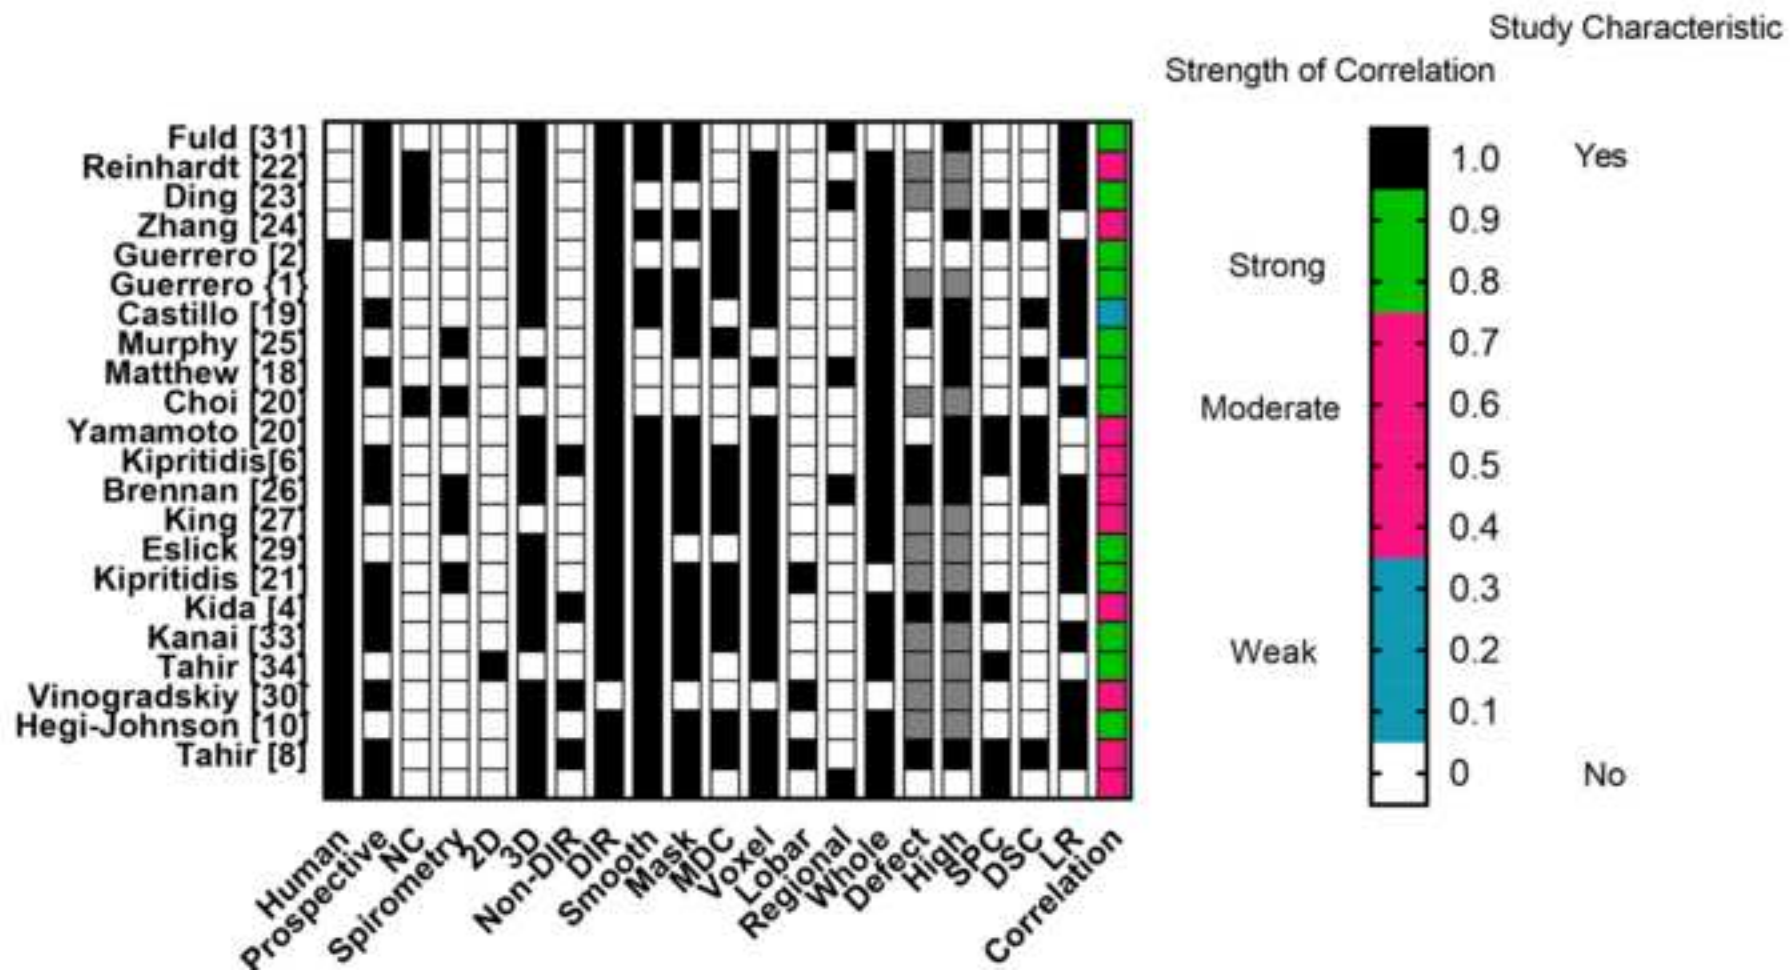 Study Characteristic
Strength of Correlation
Fuld [31]
Reinhardt [22]
Ding [23]
Zhang [24]
Guerrero [2]
Guerrero {1}
Castillo [19]
Murphy [25]
Matthew [18]
Choi [20]
Yamamoto [20]
Kipritidis[6]
Brennan [26]
King [27]
Eslick [29]
Kipritidis [21]
Kida [4]
Kanai [33]
Tahir [34]
Vinogradskiy [30]
Hegi-Johnson [10]
Tahir [8]
Human
Prospective
NC
Spirometry
2D
3D
Non-DIR
DIR
Smooth
Mask
MDC
Voxel
Lobar
Regional
Whole
Defect
High
SPC
DSC
LR
Correlation
Strong
Moderate
Weak
1.0
0.9
0.8
0.7
0.6
0.5
0.4
0.3
0.2
0.1
0
Yes
No